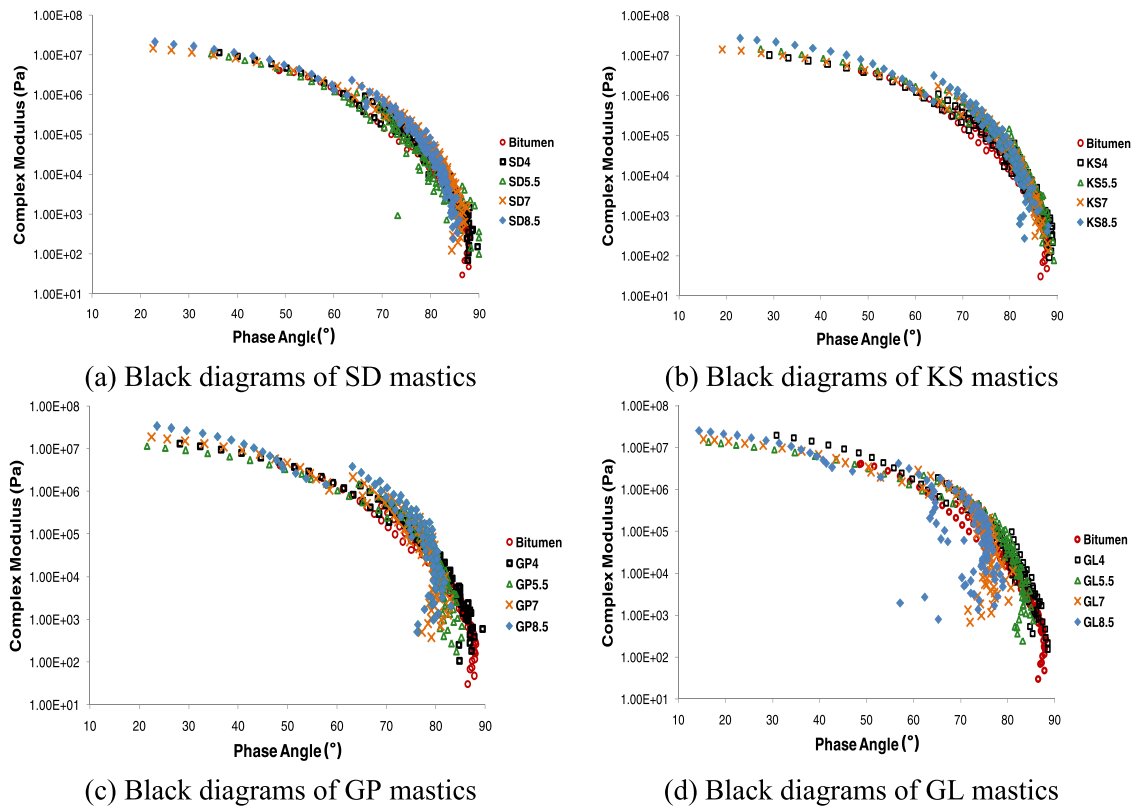 Complex Modulus (Pa)
1.00E+08
1.00E+07
1.00E+06
1.00E+05
1.00E+04
1.00E+03
1.00E+02
1.00E+01
10 20 30 40 50 60 70 80 90
Phase Angle(°)
Bitumen
SD4
SD5.5
SD7
SD8.5
(a) Black diagrams of SD mastics
Complex Modulus (Pa)
1.00E+08
1.00E+07
1.00E+06
1.00E+05
1.00E+04
1.00E+03
1.00E+02
1.00E+01
10 20 30 40 50 60 70 80 90
Phase Angle (°)
Bitumen
KS4
KS5.5
KS7
KS8.5
(b) Black diagrams of KS mastics
Complex Modulus (Pa)
1.00E+08
1.00E+07
1.00E+06
1.00E+05
1.00E+04
1.00E+03
1.00E+02
1.00E+01
10 20 30 40 50 60 70 80 90
Phase Angle (°)
Bitumen
GP4
GP5.5
GP7
GP8.5
(c) Black diagrams of GP mastics
Complex Modulus (Pa)
1.00E+08
1.00E+07
1.00E+06
1.00E+05
1.00E+04
1.00E+03
1.00E+02
1.00E+01
10 20 30 40 50 60 70 80 90
Phase Angle (°)
Bitumen
GL4
GL5.5
GL7
GL8.5
(d) Black diagrams of GL mastics